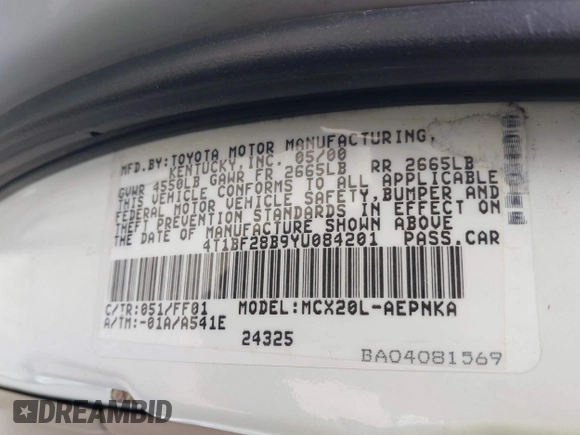 MFD.BY:TOYOTA MOTOR MANUFACTURING,
KENTUCKY INC. 05/00
GVWR 4550LB GAWR FR 2665LB RR 2665LB
THIS VEHICLE CONFORMS TO ALL APPLICABLE
FEDERAL MOTOR VEHICLE SAFETY,BUMPER AND
THEFT PREVENTION STANDARDS IN EFFECT ON
THE DATE OF MANUFACTURE SHOWN ABOVE
4T1BF28B9YU084201 PASS.CAR
C/TR:051/FF01 MODEL:MCX20L-AEPNKA
A/TM:-01A/A541E
24325
BA04081569
DREAMBID